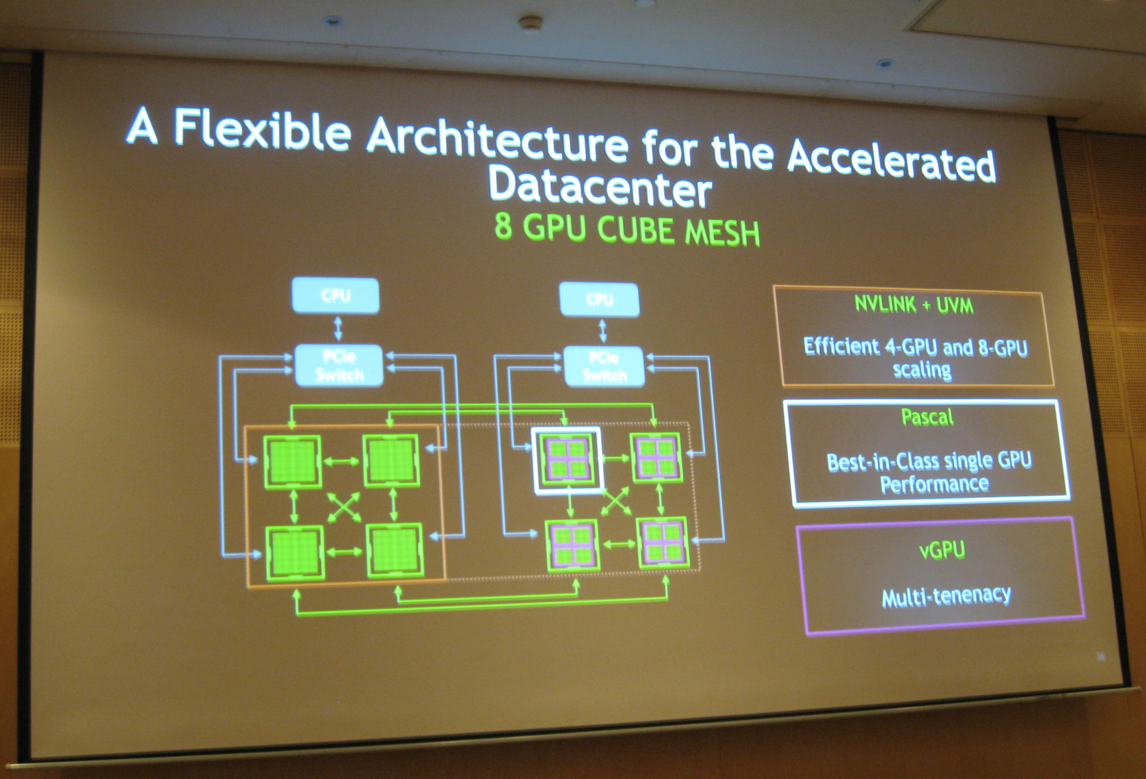 A Flexible Architecture for the Accelerated
Datacenter
8 GPU CUBE MESH
CPU
CPU
PCIe
Switch
PCIe
Switch
NVLINK + UVM
Efficient 4-GPU and 8-GPU
scaling
Pascal
Best-in-Class single GPU
Performance
vGPU
Multi-tenenacy